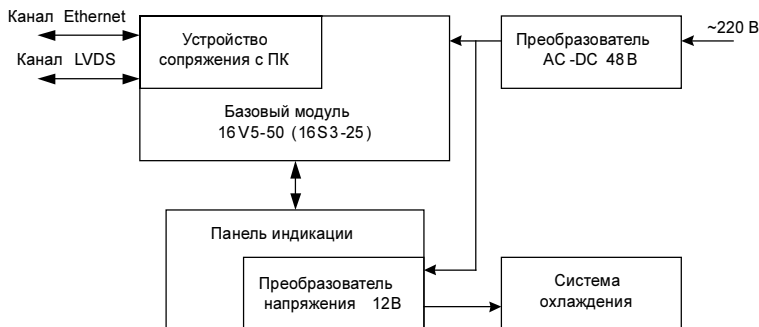 Канал Ethernet
Канал LVDS
Устройство
сопряжения с ПК
Базовый модуль
16V5-50 (16S3-25)
Преобразователь
AC-DC 48В
~220 В
Панель индикации
Преобразователь
напряжения 12В
Система
охлаждения